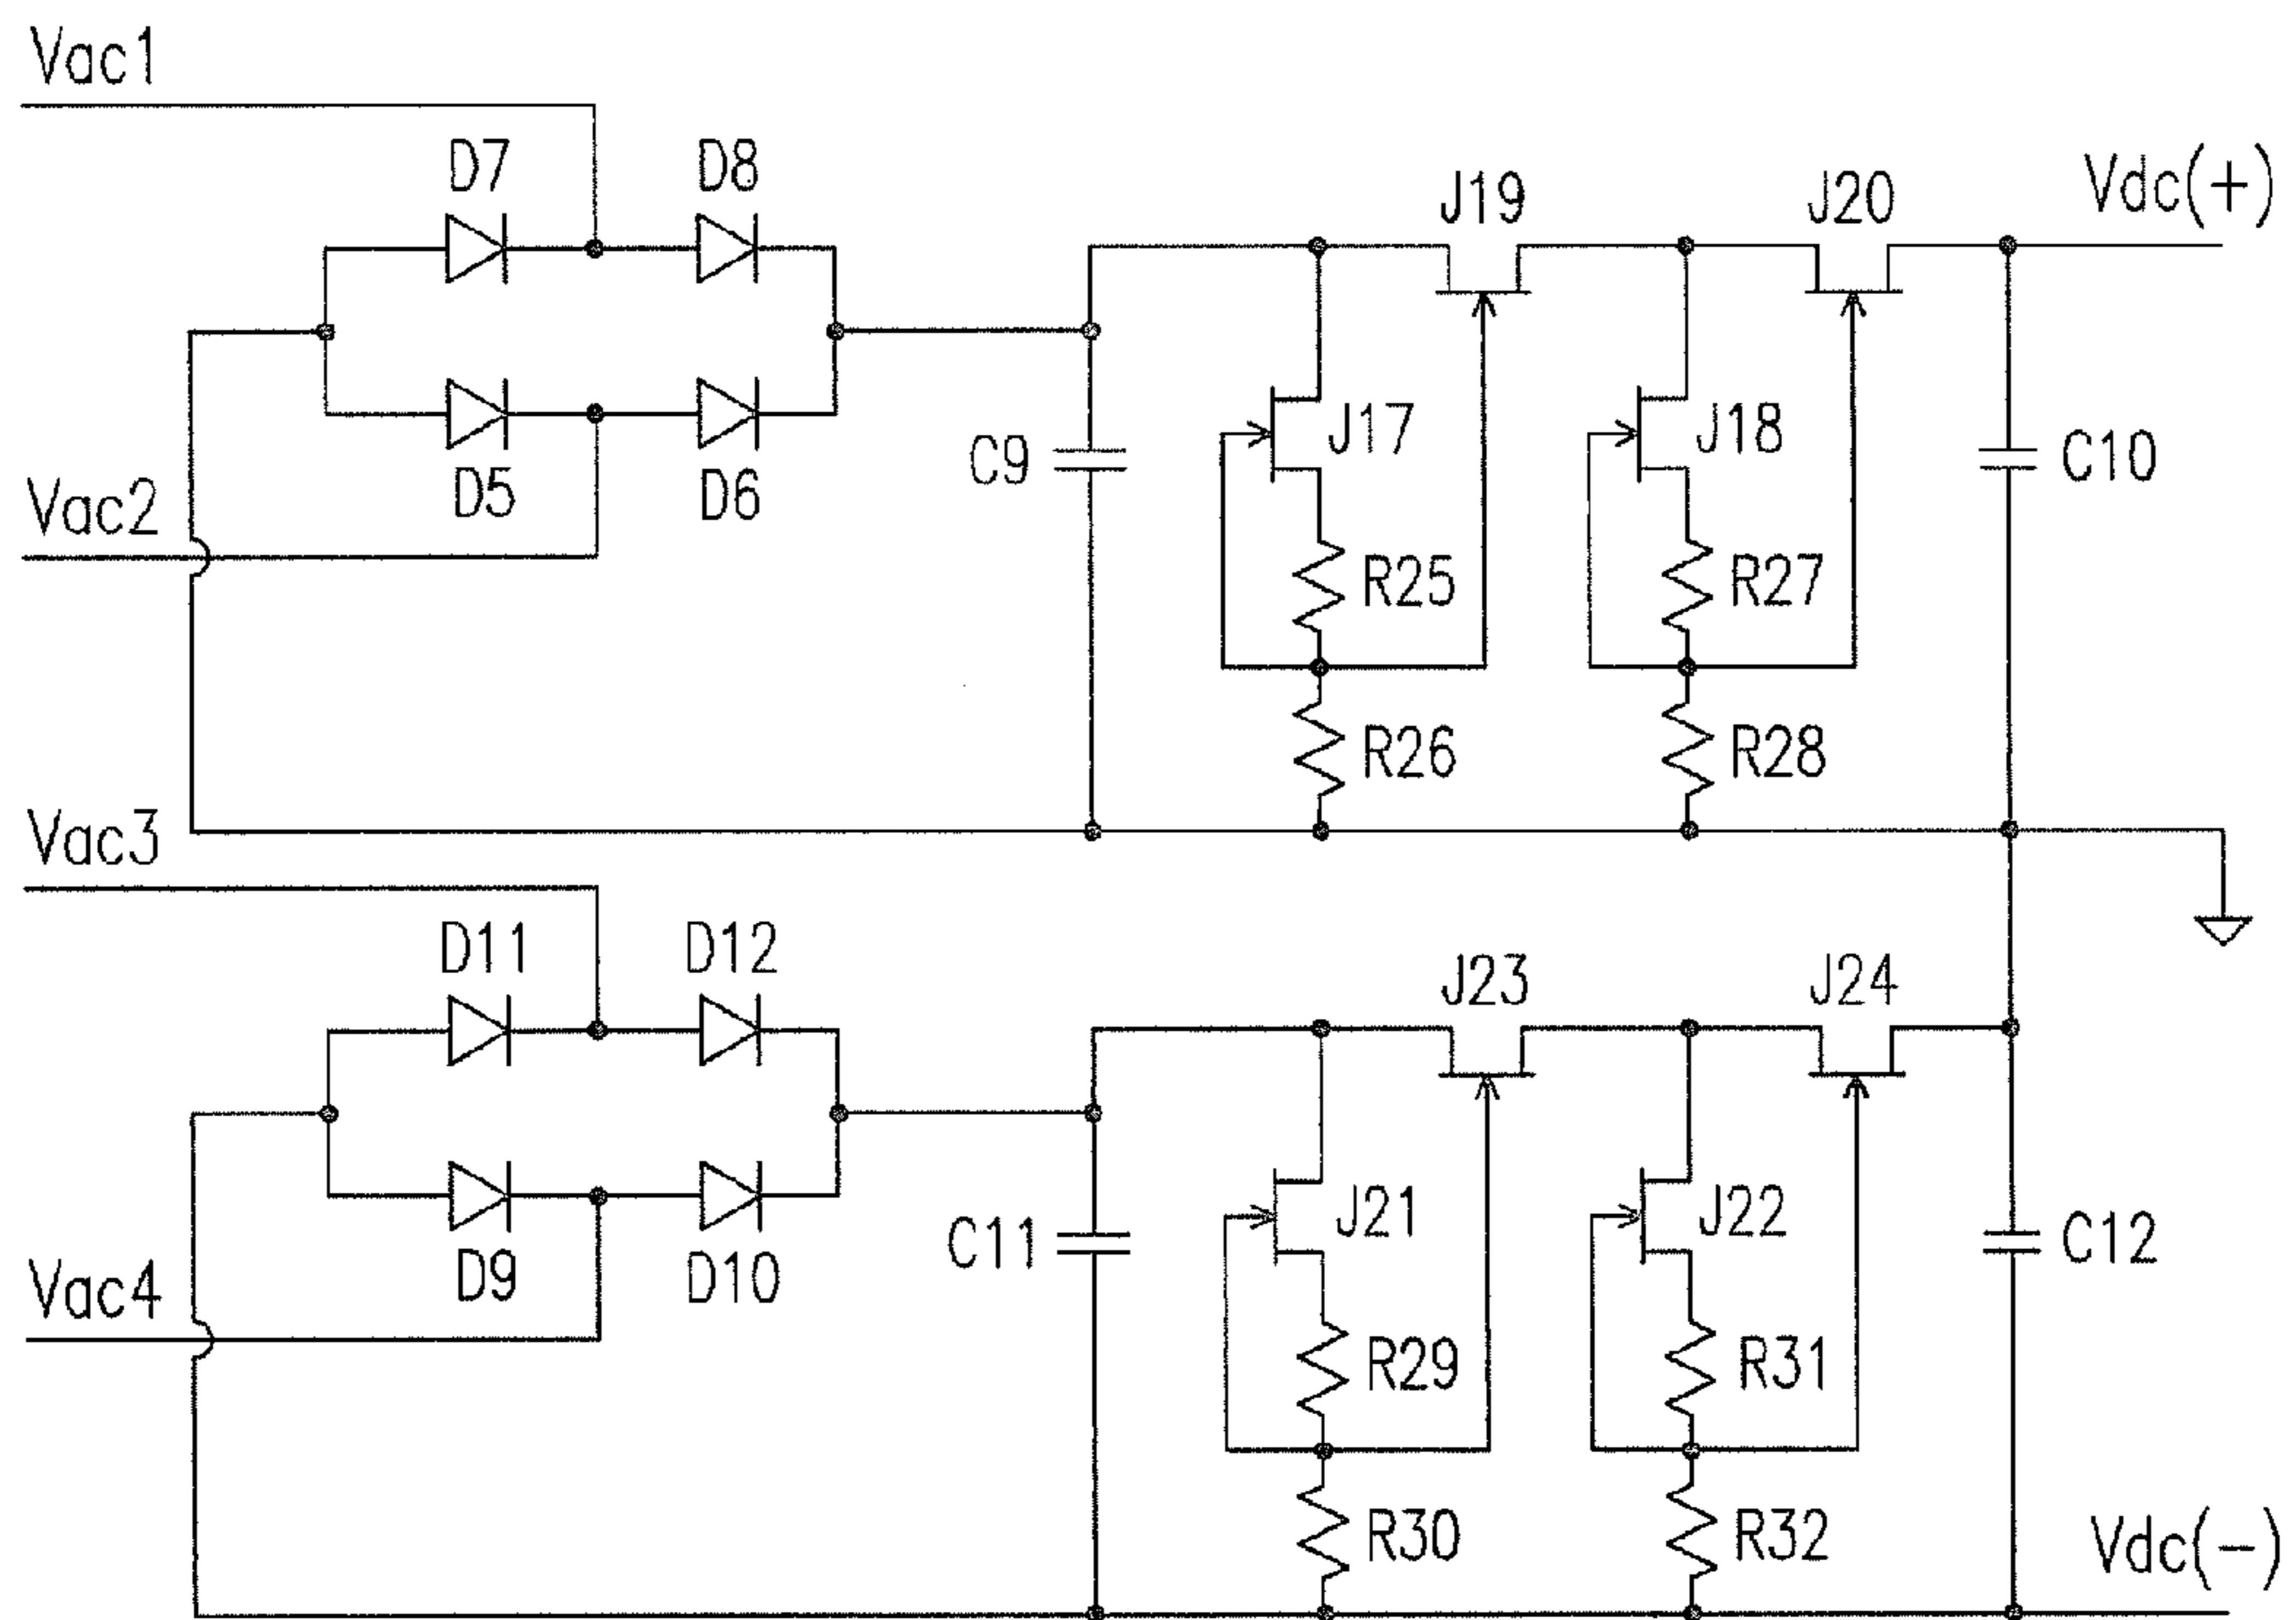 Vac1
D7
D8
J19
J20
Vdc(+)
Vac2
D5
D6
C9
J17
J18
C10
R25
R27
R26
R28
Vac3
D11
D12
J23
J24
Vac4
D9
D10
C11
J21
J22
C12
R29
R31
R30
R32
Vdc(-)